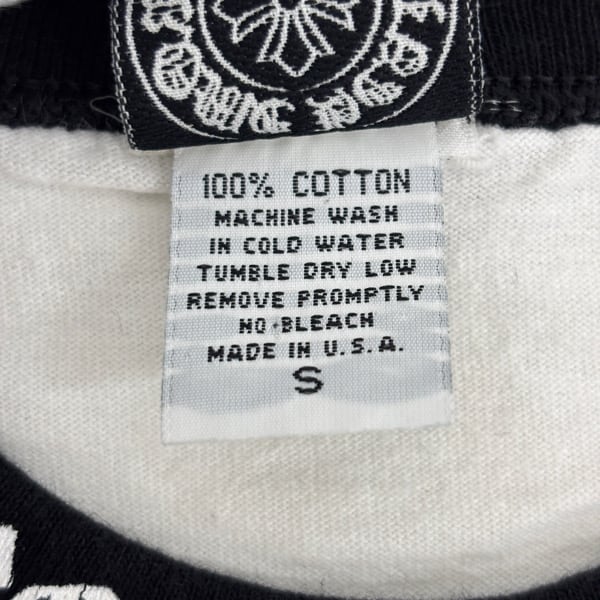 100% COTTON
MACHINE WASH
IN COLD WATER
TUMBLE DRY LOW
REMOVE PROMPTLY
NO BLEACH
MADE IN U.S.A.
S